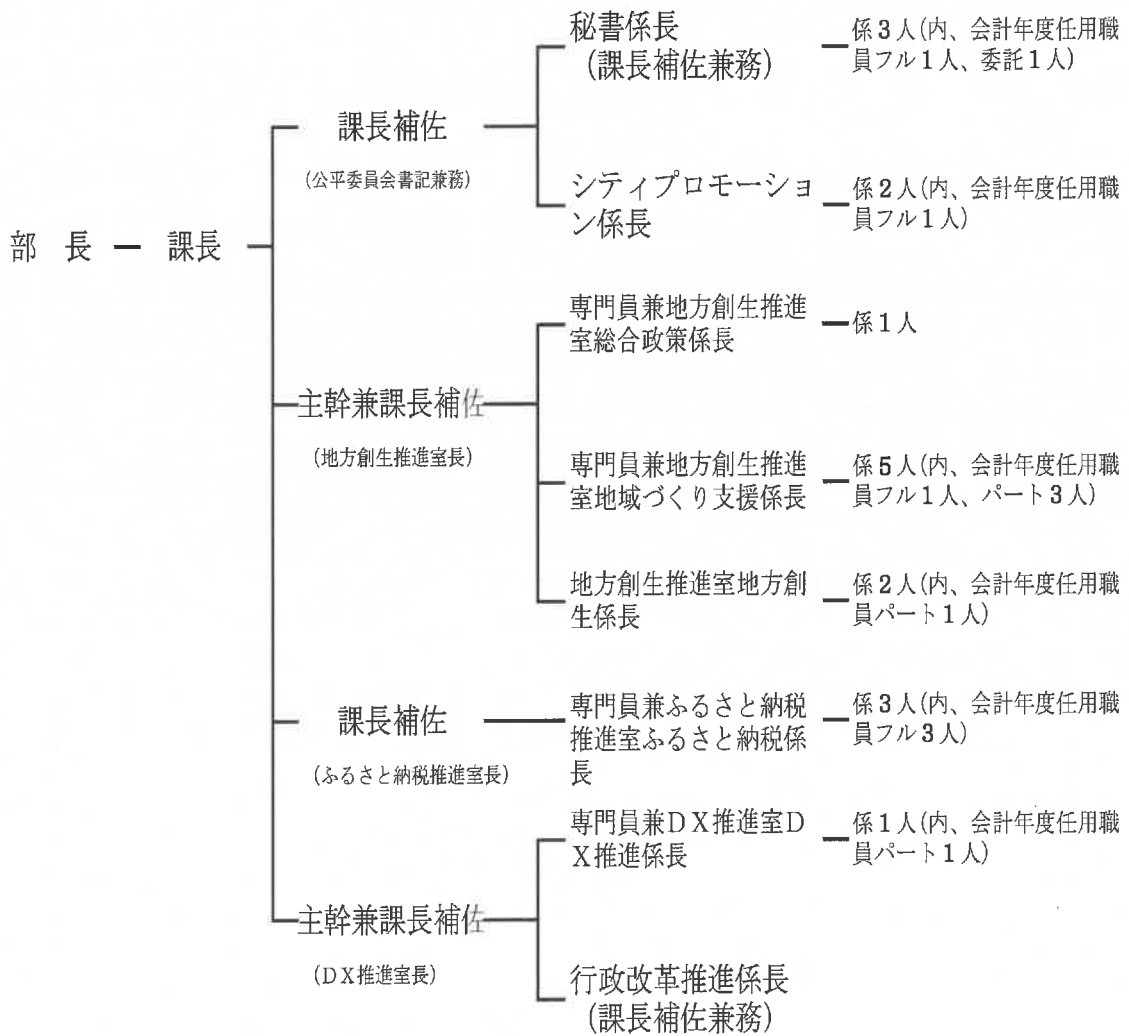 部　長 ー 課長
課長補佐
(公平委員会書記兼務)
秘書係長
(課長補佐兼務)
係３人(内、会計年度任用職
員フル１人、委託１人)
シティプロモーショ
ン係長
係２人(内、会計年度任用職
員フル１人)
主幹兼課長補佐
(地方創生推進室長)
専門員兼地方創生推進
室総合政策係長
係１人
専門員兼地方創生推進
室地域づくり支援係長
係５人(内、会計年度任用職
員フル１人、パート３人)
地方創生推進室地方創
生係長
係２人(内、会計年度任用職
員パート１人)
課長補佐
(ふるさと納税推進室長)
専門員兼ふるさと納税
推進室ふるさと納税係
長
係３人(内、会計年度任用職
員フル３人)
主幹兼課長補佐
(ＤＸ推進室長)
専門員兼ＤＸ推進室Ｄ
Ｘ推進係長
係１人(内、会計年度任用職
員パート１人)
行政改革推進係長
(課長補佐兼務)